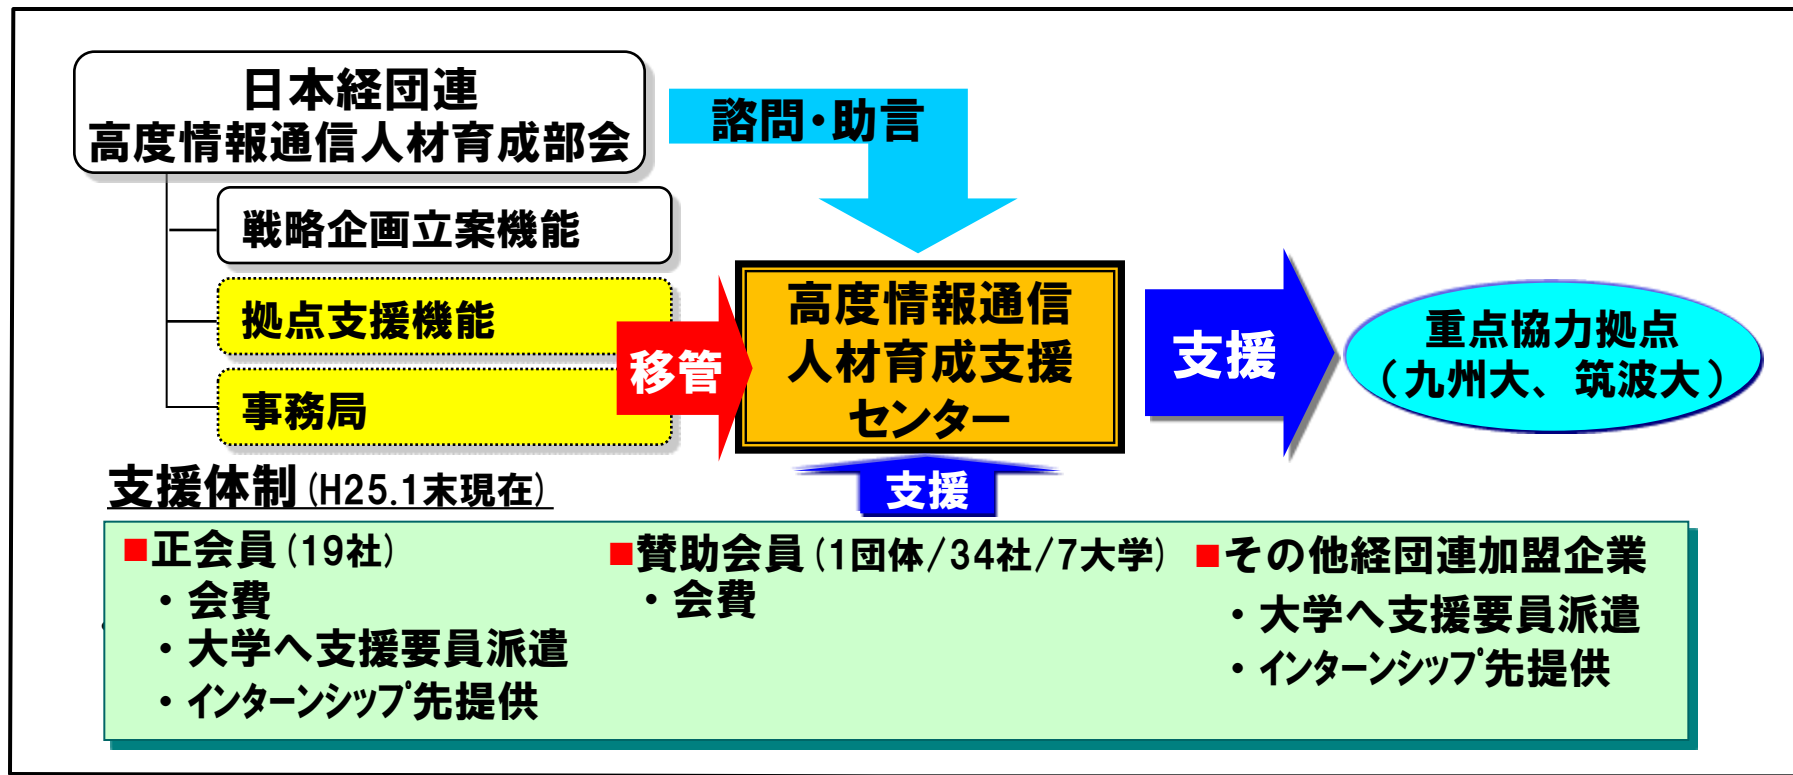 日本経団連
高度情報通信人材育成部会
諮問・助言
戦略企画立案機能
拠点支援機能
事務局
移管
高度情報通信
人材育成支援
センター
支援
重点協力拠点
（九州大、筑波大）
支援
支援体制(H25.1末現在)
■正会員(19社)
・会費
・大学へ支援要員派遣
・インターンシップ先提供
■賛助会員(1団体/34社/7大学)
・会費
■その他経団連加盟企業
・大学へ支援要員派遣
・インターンシップ先提供